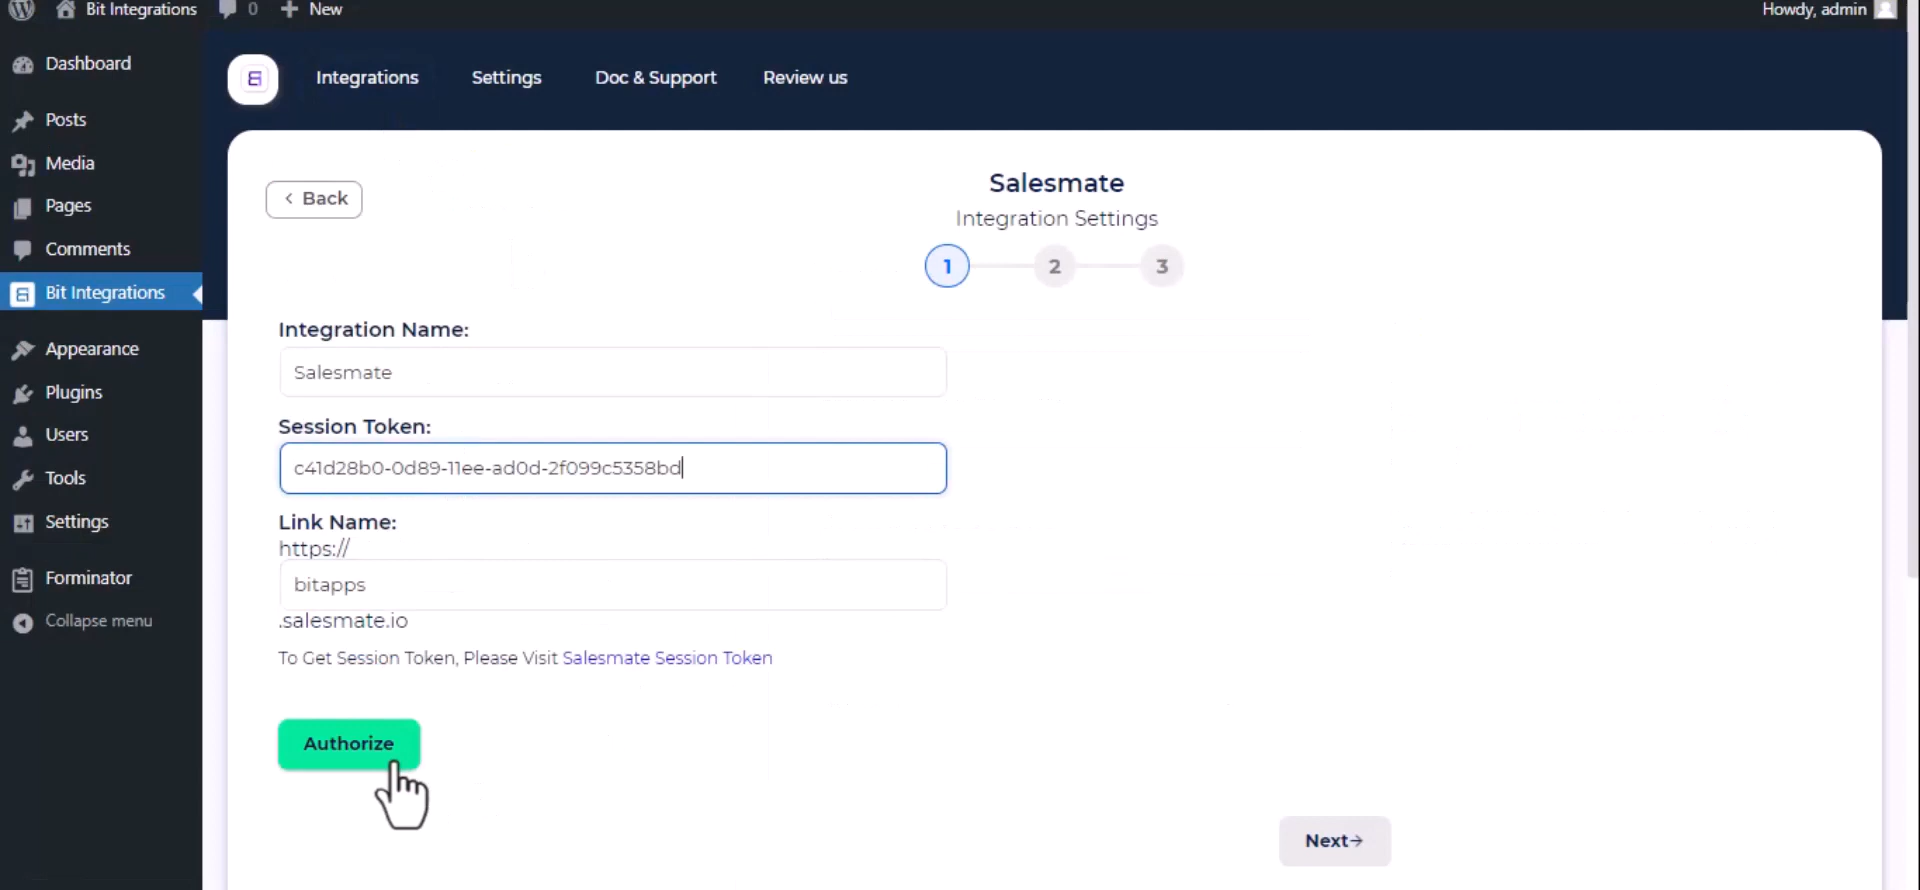 Bit Integrations 0 New Howdy, admin
Dashboard
Posts
Media
Pages
Comments
Bit Integrations
Appearance
Plugins
Users
Tools
Settings
Forminator
Collapse menu
Integrations Settings Doc & Support Review us
Back
Salesmate
Integration Settings
1 2 3
Integration Name:
Salesmate
Session Token:
c41d28b0-0d89-11ee-ad0d-2f099c5358bd
Link Name:
https://
bitapps
.salesmate.io
To Get Session Token, Please Visit Salesmate Session Token
Authorize
Next→